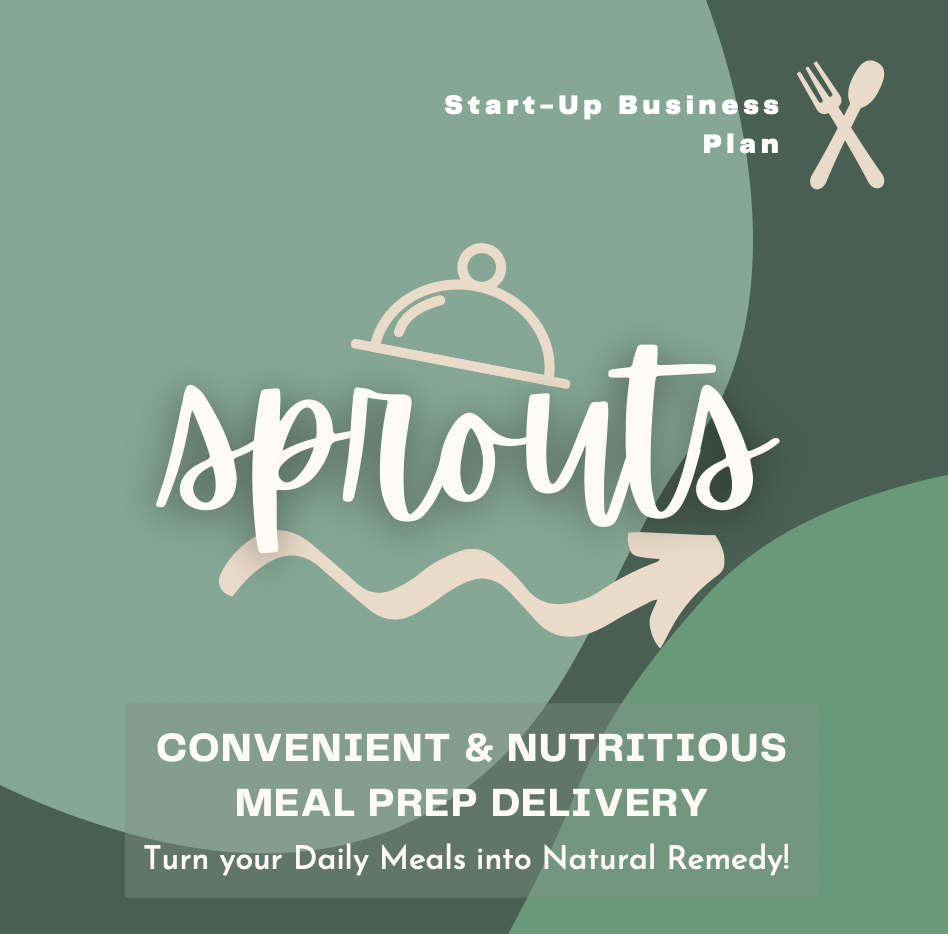 Start-Up Business
Plan
sprouts
CONVENIENT & NUTRITIOUS
MEAL PREP DELIVERY
Turn your Daily Meals into Natural Remedy!